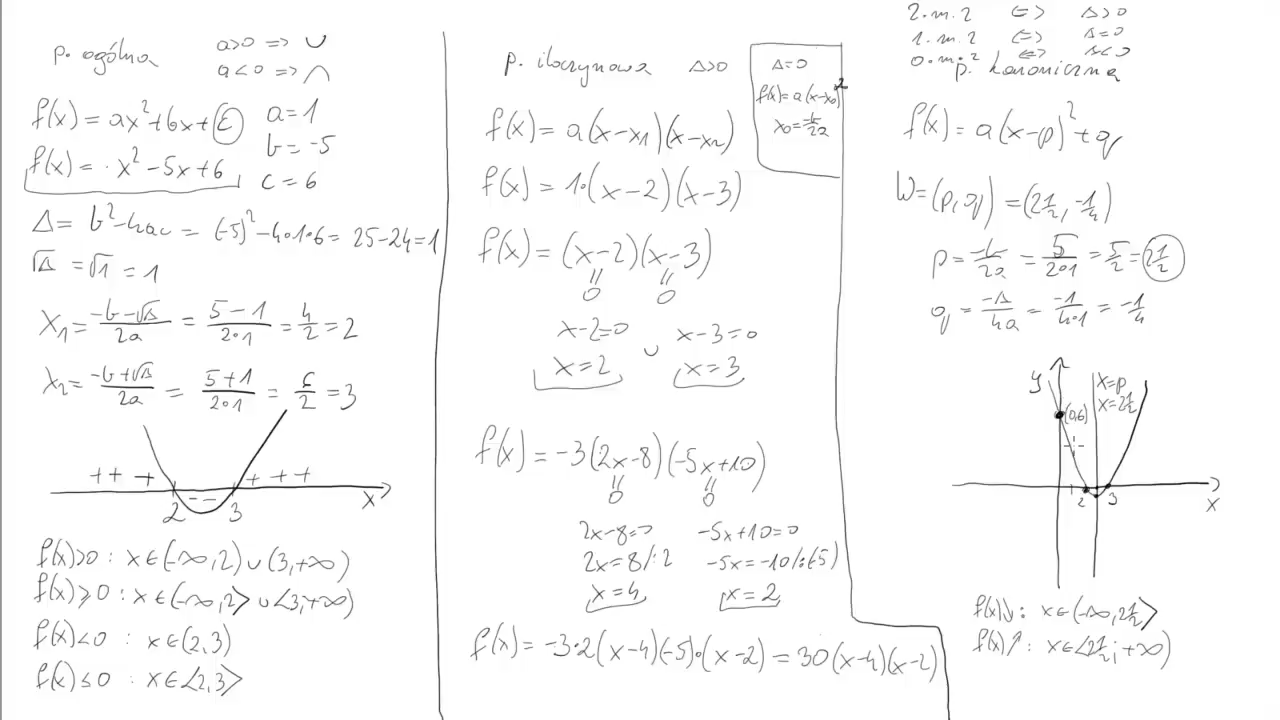 p. ogólna
a>0 => ∪
a<0 => ∩
f(x) = ax²+bx+c
a=1
b=-5
c=6
f(x) = x²-5x+6
Δ = b²-4ac = (-5)²-4·1·6 = 25-24=1
√Δ = √1 = 1
x₁ = (-b-√Δ)/2a = (5-1)/(2·1) = 4/2 = 2
x₂ = (-b+√Δ)/2a = (5+1)/(2·1) = 6/2 = 3
+ + + -- + + +
2 3 x
f(x)>0 : x∈(-∞,2)∪(3,+∞)
f(x)⩾0 : x∈(-∞,2>∪<3,+∞)
f(x)<0 : x∈(2,3)
f(x)≤0 : x∈<2,3>
p. iloczynowa Δ>0
Δ=0
f(x)=a(x-x₀)²
x₀=-b/2a
f(x) = a(x-x₁)(x-x₂)
f(x) = 1·(x-2)(x-3)
f(x) = (x-2)(x-3)
= =
0 0
x-2=0 ∪ x-3=0
x=2 x=3
f(x) = -3(2x-8)(-5x+10)
= =
0 0
2x-8=0 -5x+10=0
2x=8/:2 -5x=-10/:(-5)
x=4 x=2
f(x) = -3·2(x-4)(-5)·(x-2) = 30(x-4)(x-2)
2.m.z <=> Δ>0
1.m.z <=> Δ=0
0.m.z <=> Δ<0
p. kanoniczna
f(x) = a(x-p)²+q
W=(p,q) = (2½, -¼)
p = -b/2a = 5/(2·1) = 5/2 = 2½
q = -Δ/4a = -1/(4·1) = -¼
y
x=p
x=2½
(0,6)
2 3 x
f(x)↓ : x∈(-∞,2½>
f(x)↗ : x∈<2½;+∞)